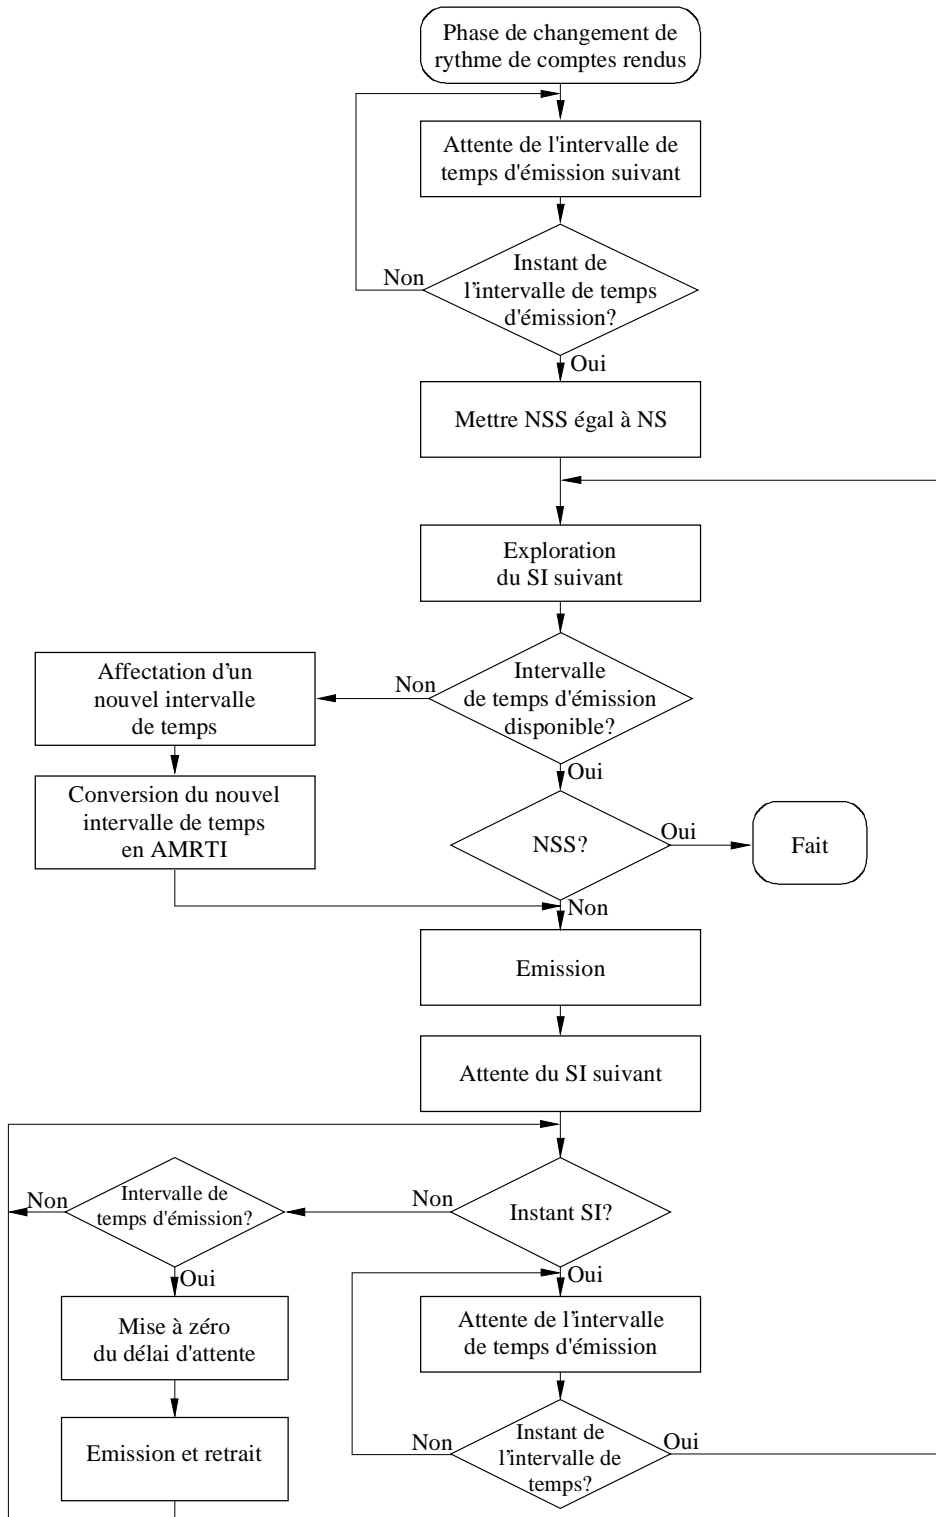 Phase de changement de
rythme de comptes rendus
Attente de l'intervalle de
temps d'émission suivant
Non
Instant de
l'intervalle de temps
d'émission?
Oui
Mettre NSS égal à NS
Exploration
du SI suivant
Affectation d'un
nouvel intervalle
de temps
Non
Intervalle
de temps d'émission
disponible?
Oui
Conversion du nouvel
intervalle de temps
en AMRTI
NSS?
Oui
Fait
Non
Emission
Attente du SI suivant
Non
Intervalle de
temps d'émission?
Non
Instant SI?
Oui
Oui
Mise à zéro
du délai d'attente
Attente de l'intervalle
de temps d'émission
Emission et retrait
Non
Instant de
l'intervalle de
temps?
Oui